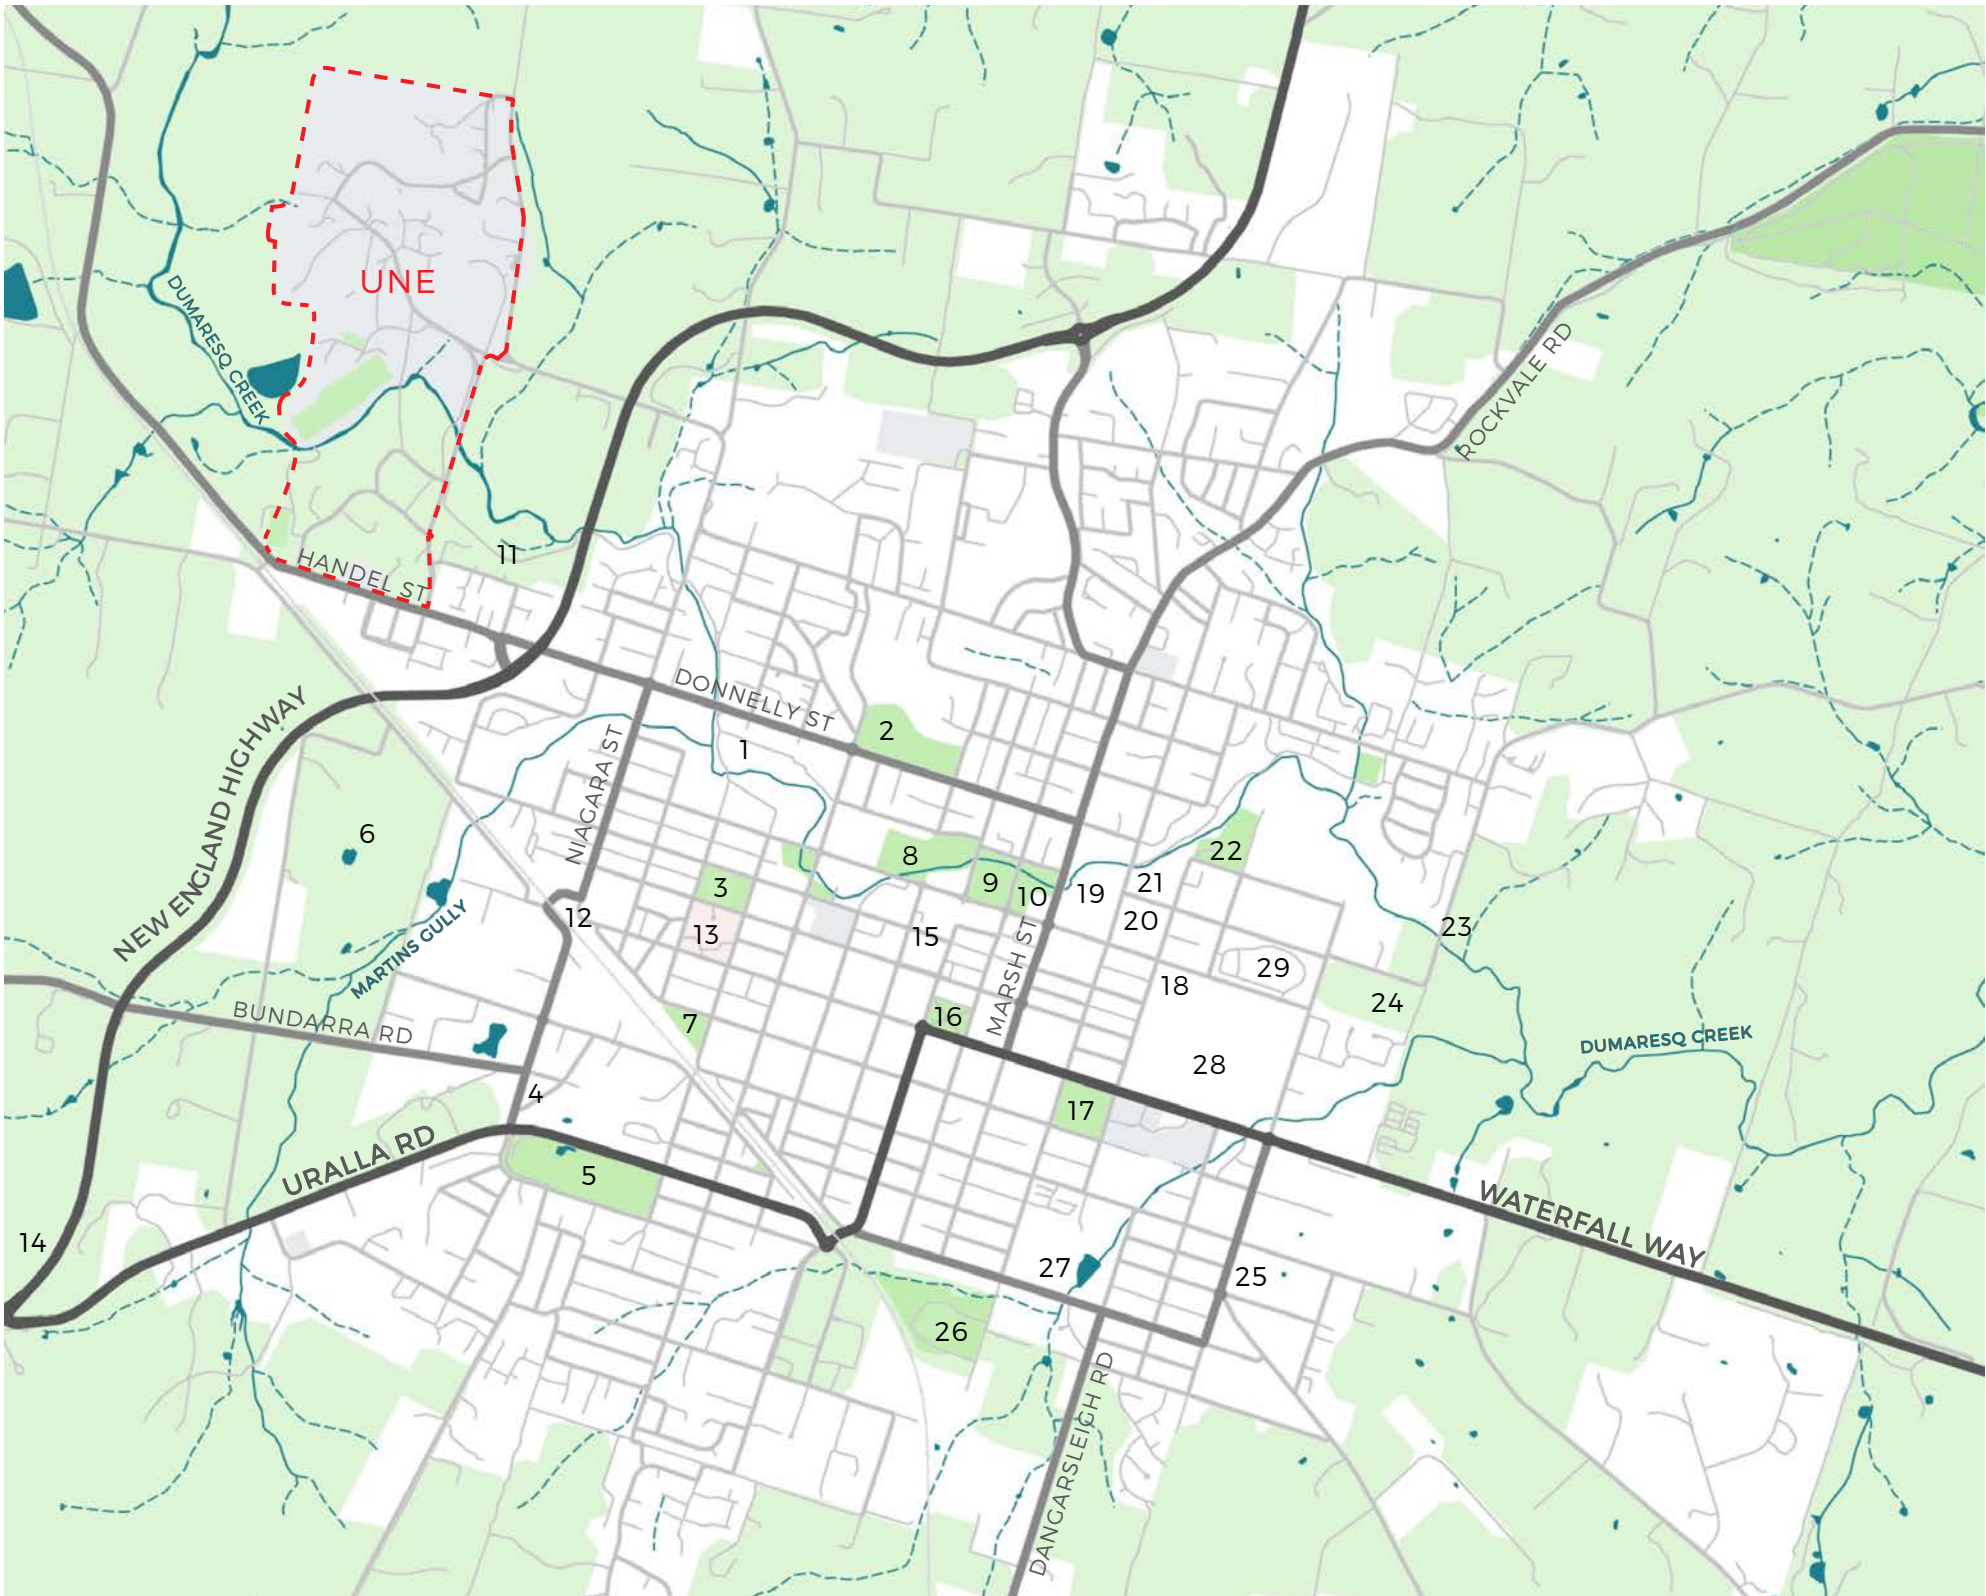 UNE
DUMARESQ CREEK
ROCKVALE RD
11
HANDEL ST
DONNELLY ST
2
1
NEW ENGLAND HIGHWAY
NIAGARA ST
6
8
22
3
9
10
19
21
12
13
15
20
23
MARTINS GULLY
MARSH ST
29
18
24
BUNDARRA RD
7
16
DUMARESQ CREEK
28
4
17
URALLA RD
5
WATERFALL WAY
14
27
25
26
DANGARSLEIGH RD